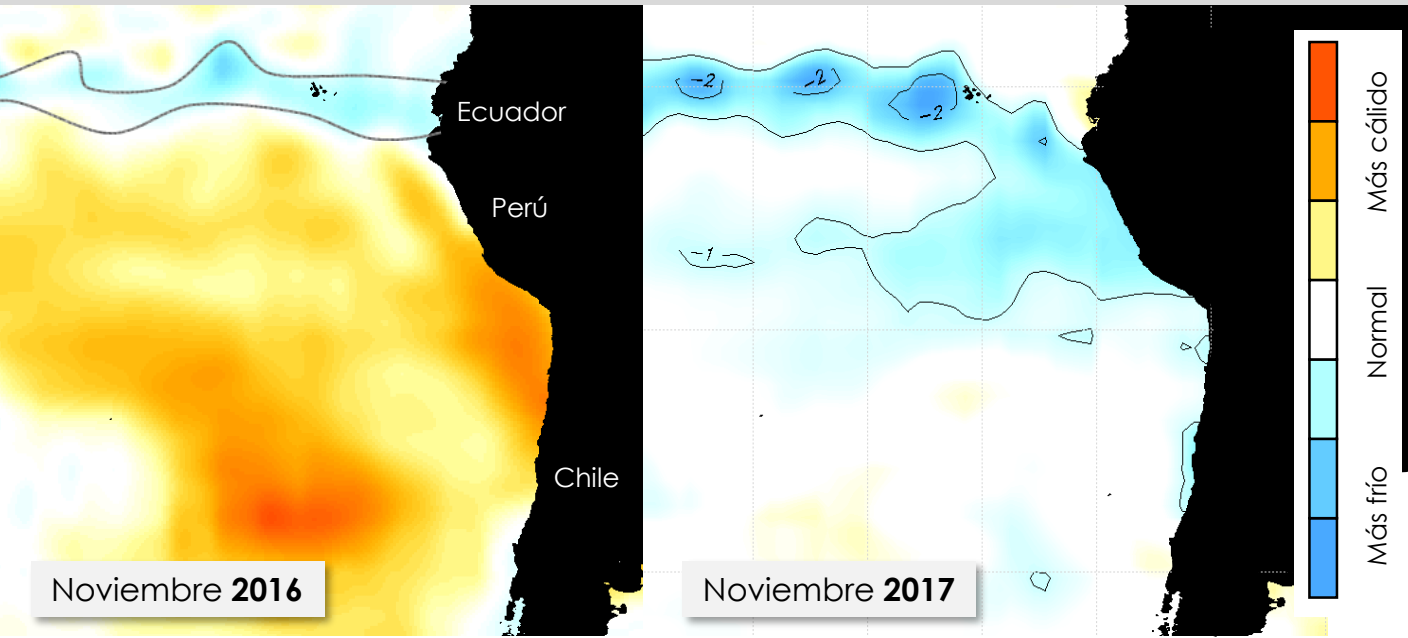 Ecuador
Perú
Chile
Noviembre 2016
-2
-2
-2
-1
Noviembre 2017
Más cálido
Normal
Más frío